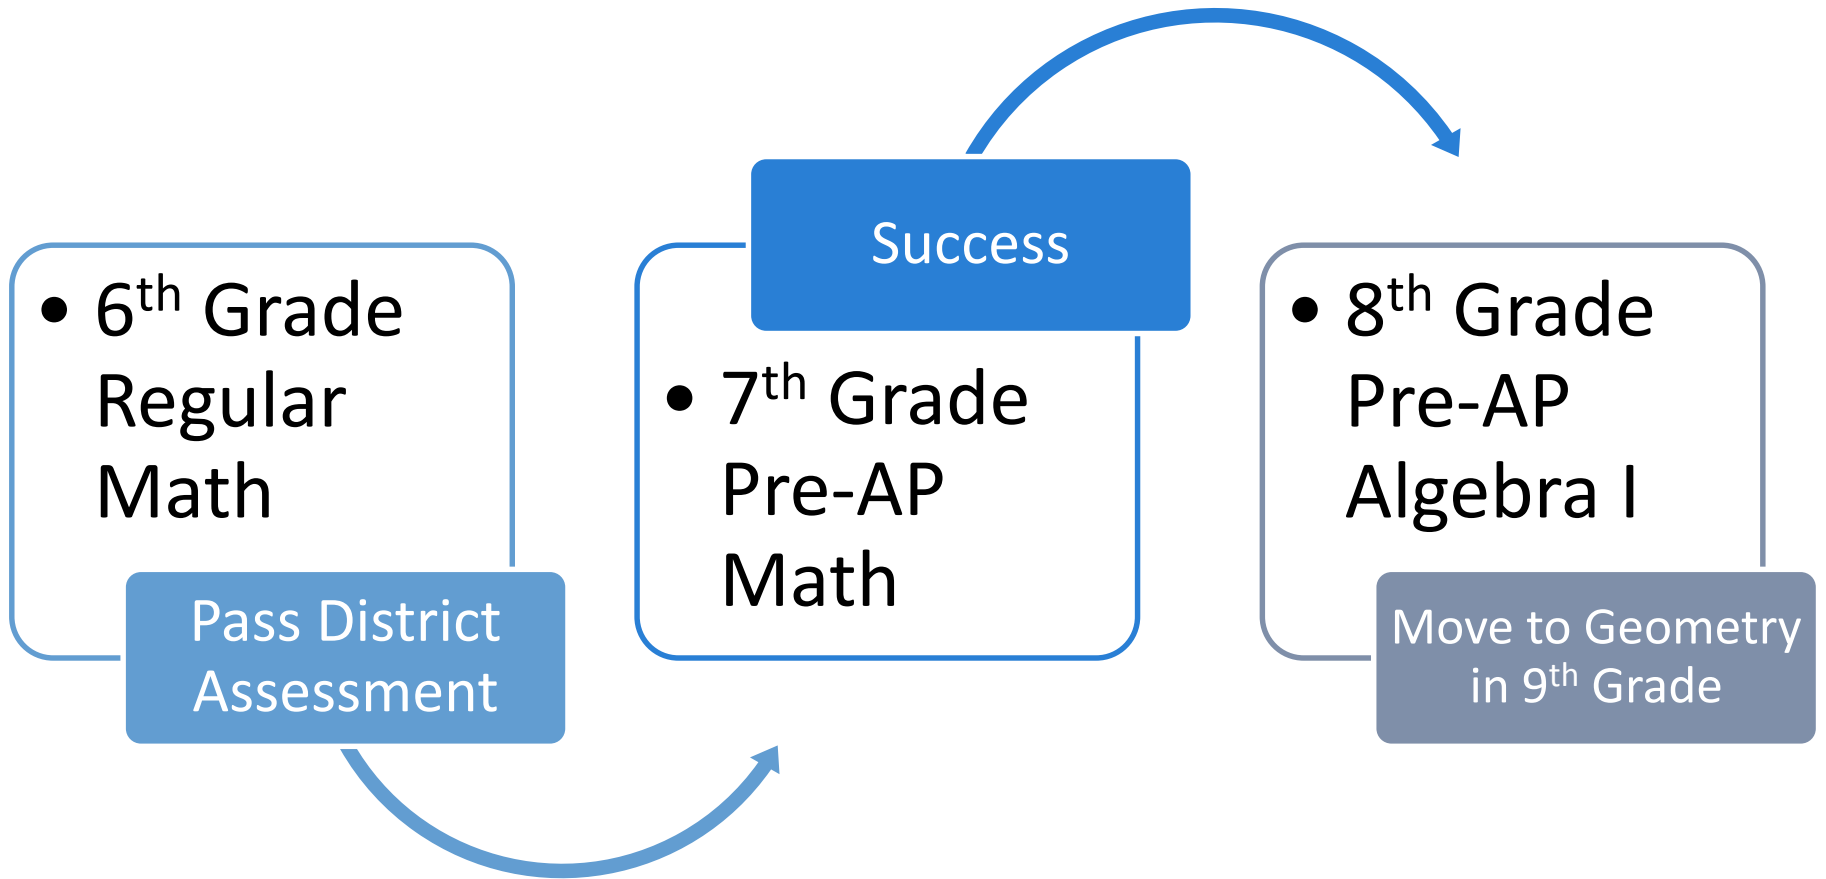 • 6th Grade
Regular
Math
Pass District
Assessment
Success
• 7th Grade
Pre-AP
Math
• 8th Grade
Pre-AP
Algebra I
Move to Geometry
in 9th Grade